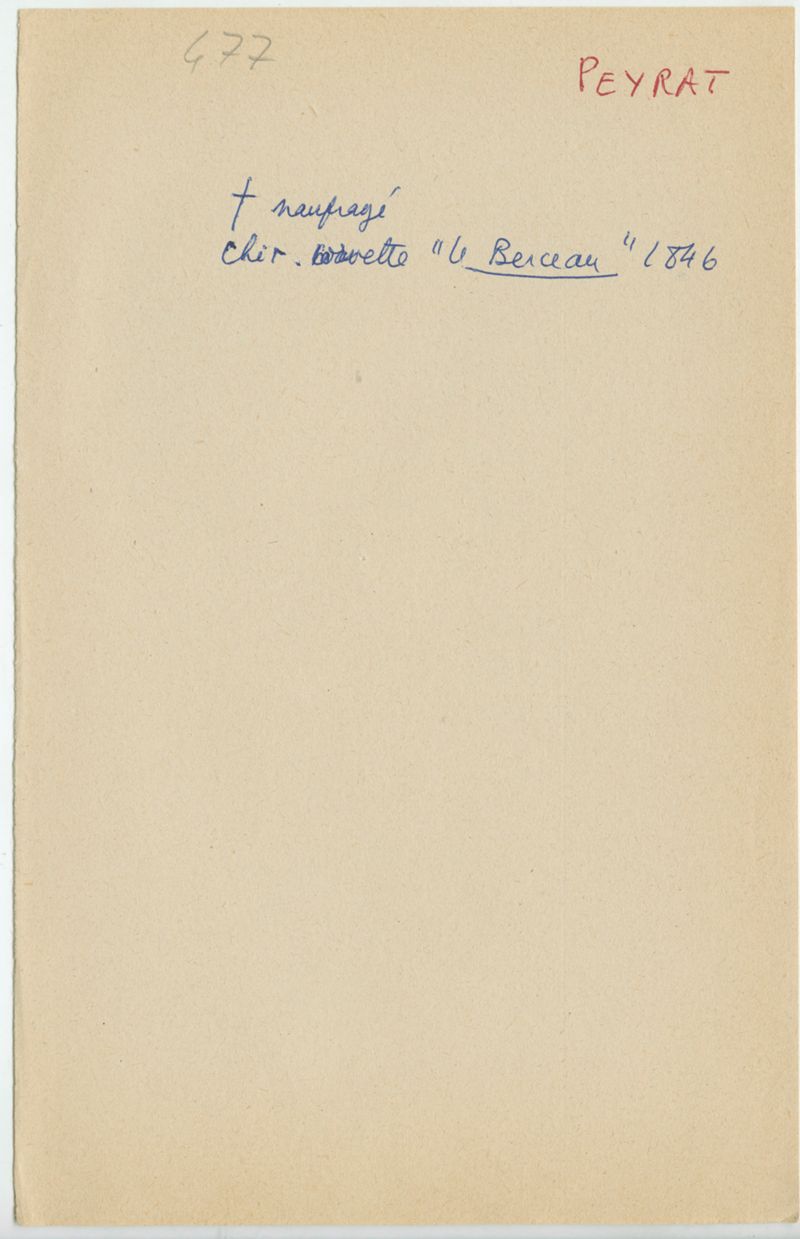 477
PEYRAT
† naufragé
chir. corvette "le Berceau" 1846